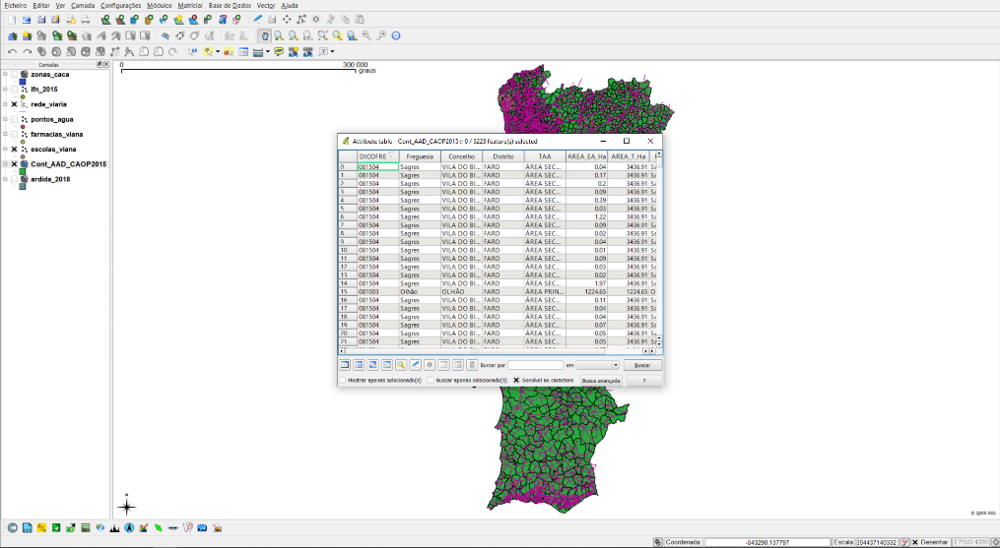 Ficheiro Editar Ver Camada Configurações Módulos Matricial Base de Dados Vector Ajuda
Camadas
zonas_caca
ifn_2015
rede_viaria
pontos_agua
farmacias_viana
escolas_viana
Cont_AAD_CAOP2015
ardida_2018
0 300 000
graus
Attribute table - Cont_AAD_CAOP2015 :: 0 / 3223 feature(s) selected
DICOFRE Freguesia Concelho Distrito TAA AREA_EA_Ha AREA_T_Ha
0 081504 Sagres VILA DO BI... FARO ÁREA SEC... 0.04 3436.91 Sa
1 081504 Sagres VILA DO BI... FARO ÁREA SEC... 0.17 3436.91 Sa
2 081504 Sagres VILA DO BI... FARO ÁREA SEC... 0.2 3436.91 Sa
3 081504 Sagres VILA DO BI... FARO ÁREA SEC... 0.09 3436.91 Sa
4 081504 Sagres VILA DO BI... FARO ÁREA SEC... 0.39 3436.91 Sa
5 081504 Sagres VILA DO BI... FARO ÁREA SEC... 0.03 3436.91 Sa
6 081504 Sagres VILA DO BI... FARO ÁREA SEC... 1.22 3436.91 Sa
7 081504 Sagres VILA DO BI... FARO ÁREA SEC... 0.09 3436.91 Sa
8 081504 Sagres VILA DO BI... FARO ÁREA SEC... 0.02 3436.91 Sa
9 081504 Sagres VILA DO BI... FARO ÁREA SEC... 0.04 3436.91 Sa
10 081504 Sagres VILA DO BI... FARO ÁREA SEC... 0.01 3436.91 Sa
11 081504 Sagres VILA DO BI... FARO ÁREA SEC... 0.09 3436.91 Sa
12 081504 Sagres VILA DO BI... FARO ÁREA SEC... 0.03 3436.91 Sa
13 081504 Sagres VILA DO BI... FARO ÁREA SEC... 0.02 3436.91 Sa
14 081504 Sagres VILA DO BI... FARO ÁREA SEC... 1.97 3436.91 Sa
15 081003 Olhão OLHÃO FARO ÁREA PRIN... 1224.65 1224.65 O
16 081504 Sagres VILA DO BI... FARO ÁREA SEC... 0.11 3436.91 Sa
17 081504 Sagres VILA DO BI... FARO ÁREA SEC... 0.04 3436.91 Sa
18 081504 Sagres VILA DO BI... FARO ÁREA SEC... 0.04 3436.91 Sa
19 081504 Sagres VILA DO BI... FARO ÁREA SEC... 0.07 3436.91 Sa
20 081504 Sagres VILA DO BI... FARO ÁREA SEC... 0.05 3436.91 Sa
21 081504 Sagres VILA DO BI... FARO ÁREA SEC... 0.05 3436.91 Sa
Burcar por em Buscar
Mostrar apenas selecionado(s) Buscar apenas selecionado(s) Sensível ao caractere Busca avançada ?
© QGIS 2021
Coordenada: -543290,137797 Escala 304437140332 Desenhar EPSG:4326